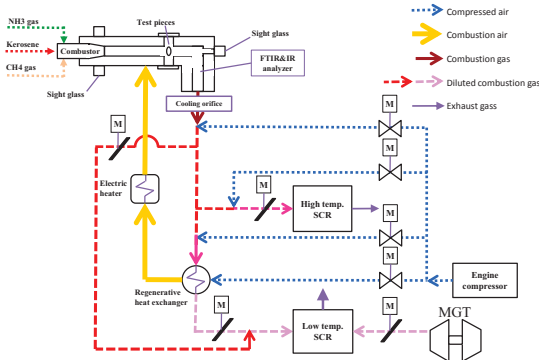 NH3 gas
Kerosene
CH4 gas
Combustor
Test pieces
Sight glass
FTIR&IR
analyzer
Sight glass
Cooling orifice
Compressed air
Combustion air
Combustion gas
Diluted combustion gas
Exhaust gass
M
M
M
Electric
heater
M
High temp.
SCR
M
M
Regenerative
heat exchanger
M
Low temp.
SCR
M
Engine
compressor
MGT